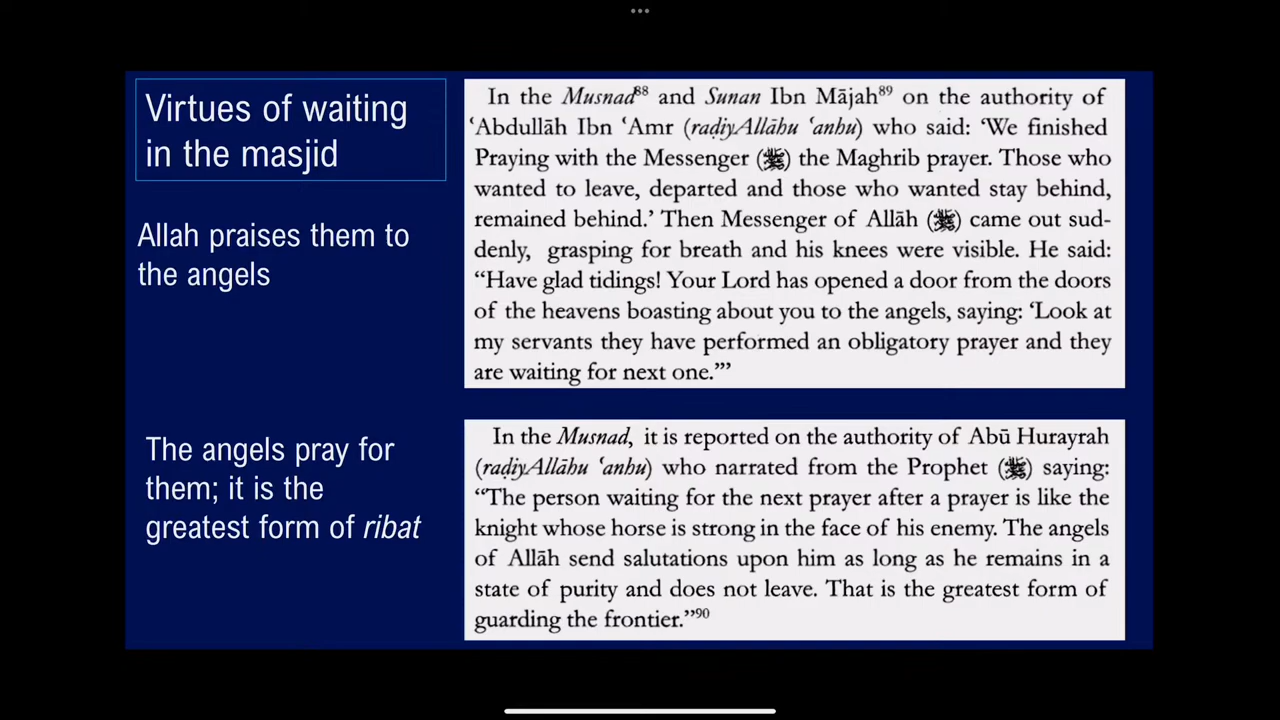 Virtues of waiting
in the masjid
Allah praises them to
the angels
In the Musnad⁸⁸ and Sunan Ibn Mājah⁸⁹ on the authority of
ʿAbdullāh Ibn ʿAmr (raḍiyAllāhu ʿanhu) who said: ‘We finished
Praying with the Messenger (ﷺ) the Maghrib prayer. Those who
wanted to leave, departed and those who wanted stay behind,
remained behind.’ Then Messenger of Allāh (ﷺ) came out sud-
denly, grasping for breath and his knees were visible. He said:
“Have glad tidings! Your Lord has opened a door from the doors
of the heavens boasting about you to the angels, saying: ‘Look at
my servants they have performed an obligatory prayer and they
are waiting for next one.”’
The angels pray for
them; it is the
greatest form of ribat
In the Musnad, it is reported on the authority of Abū Hurayrah
(raḍiyAllāhu ʿanhu) who narrated from the Prophet (ﷺ) saying:
“The person waiting for the next prayer after a prayer is like the
knight whose horse is strong in the face of his enemy. The angels
of Allāh send salutations upon him as long as he remains in a
state of purity and does not leave. That is the greatest form of
guarding the frontier.”⁹⁰